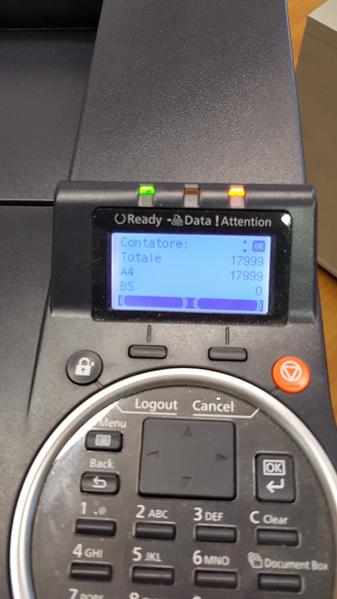 Ready Data ! Attention
Contatore: OK
Totale 17999
A4 17999
B5 0
Logout Cancel
Menu
Back
OK
1 .@ 2 ABC 3 DEF C Clear
4 GHI 5 JKL 6 MNO Document Box